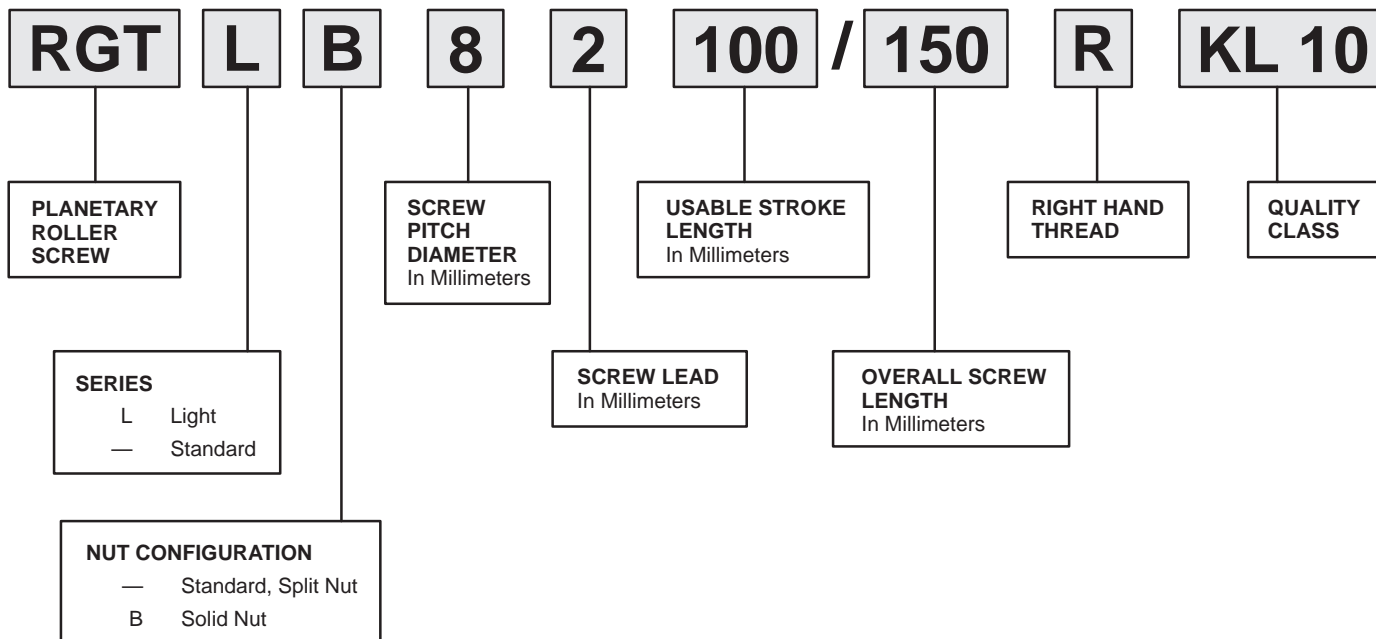 RGT L B 8 2 100 / 150 R KL 10
PLANETARY
ROLLER
SCREW
SCREW
PITCH
DIAMETER
In Millimeters
USABLE STROKE
LENGTH
In Millimeters
RIGHT HAND
THREAD
QUALITY
CLASS
SERIES
L Light
— Standard
SCREW LEAD
In Millimeters
OVERALL SCREW
LENGTH
In Millimeters
NUT CONFIGURATION
— Standard, Split Nut
B Solid Nut